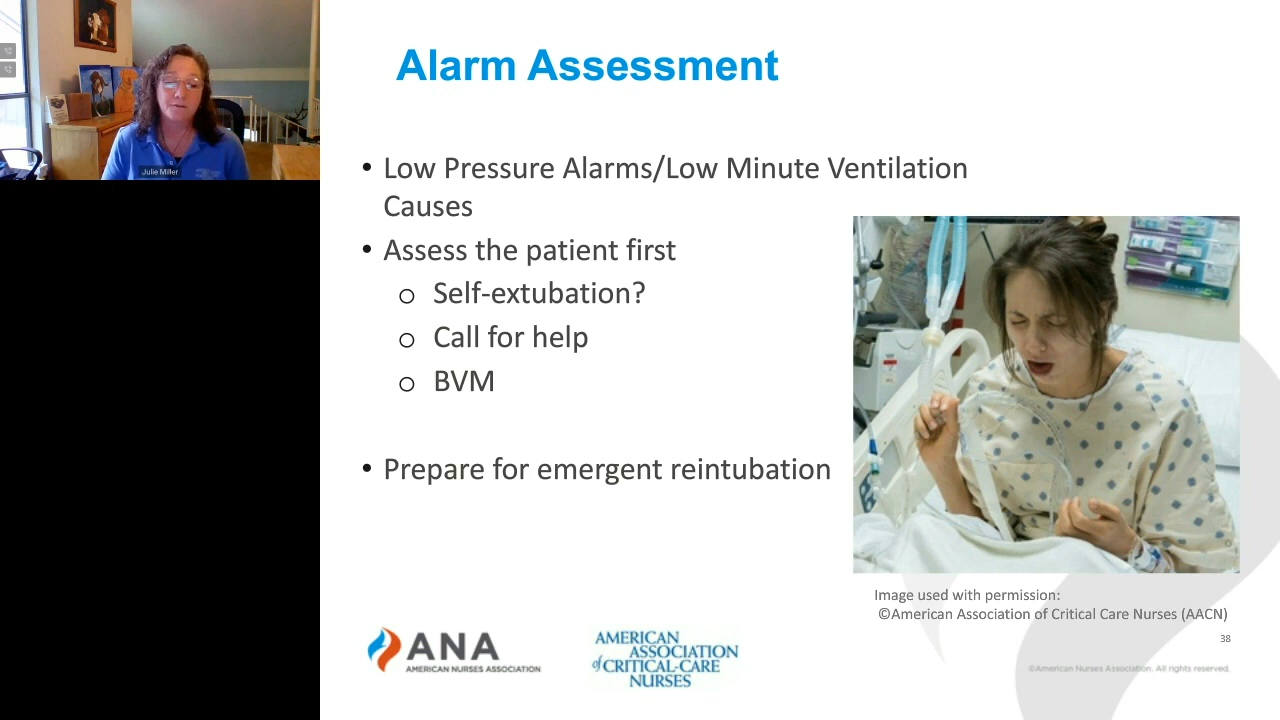 Julie Miller
Alarm Assessment
• Low Pressure Alarms/Low Minute Ventilation
Causes
• Assess the patient first
o Self-extubation?
o Call for help
o BVM
• Prepare for emergent reintubation
Image used with permission:
©American Association of Critical Care Nurses (AACN)
38
ANA
AMERICAN NURSES ASSOCIATION
AMERICAN
ASSOCIATION
of CRITICAL-CARE
NURSES
©American Nurses Association. All rights reserved.